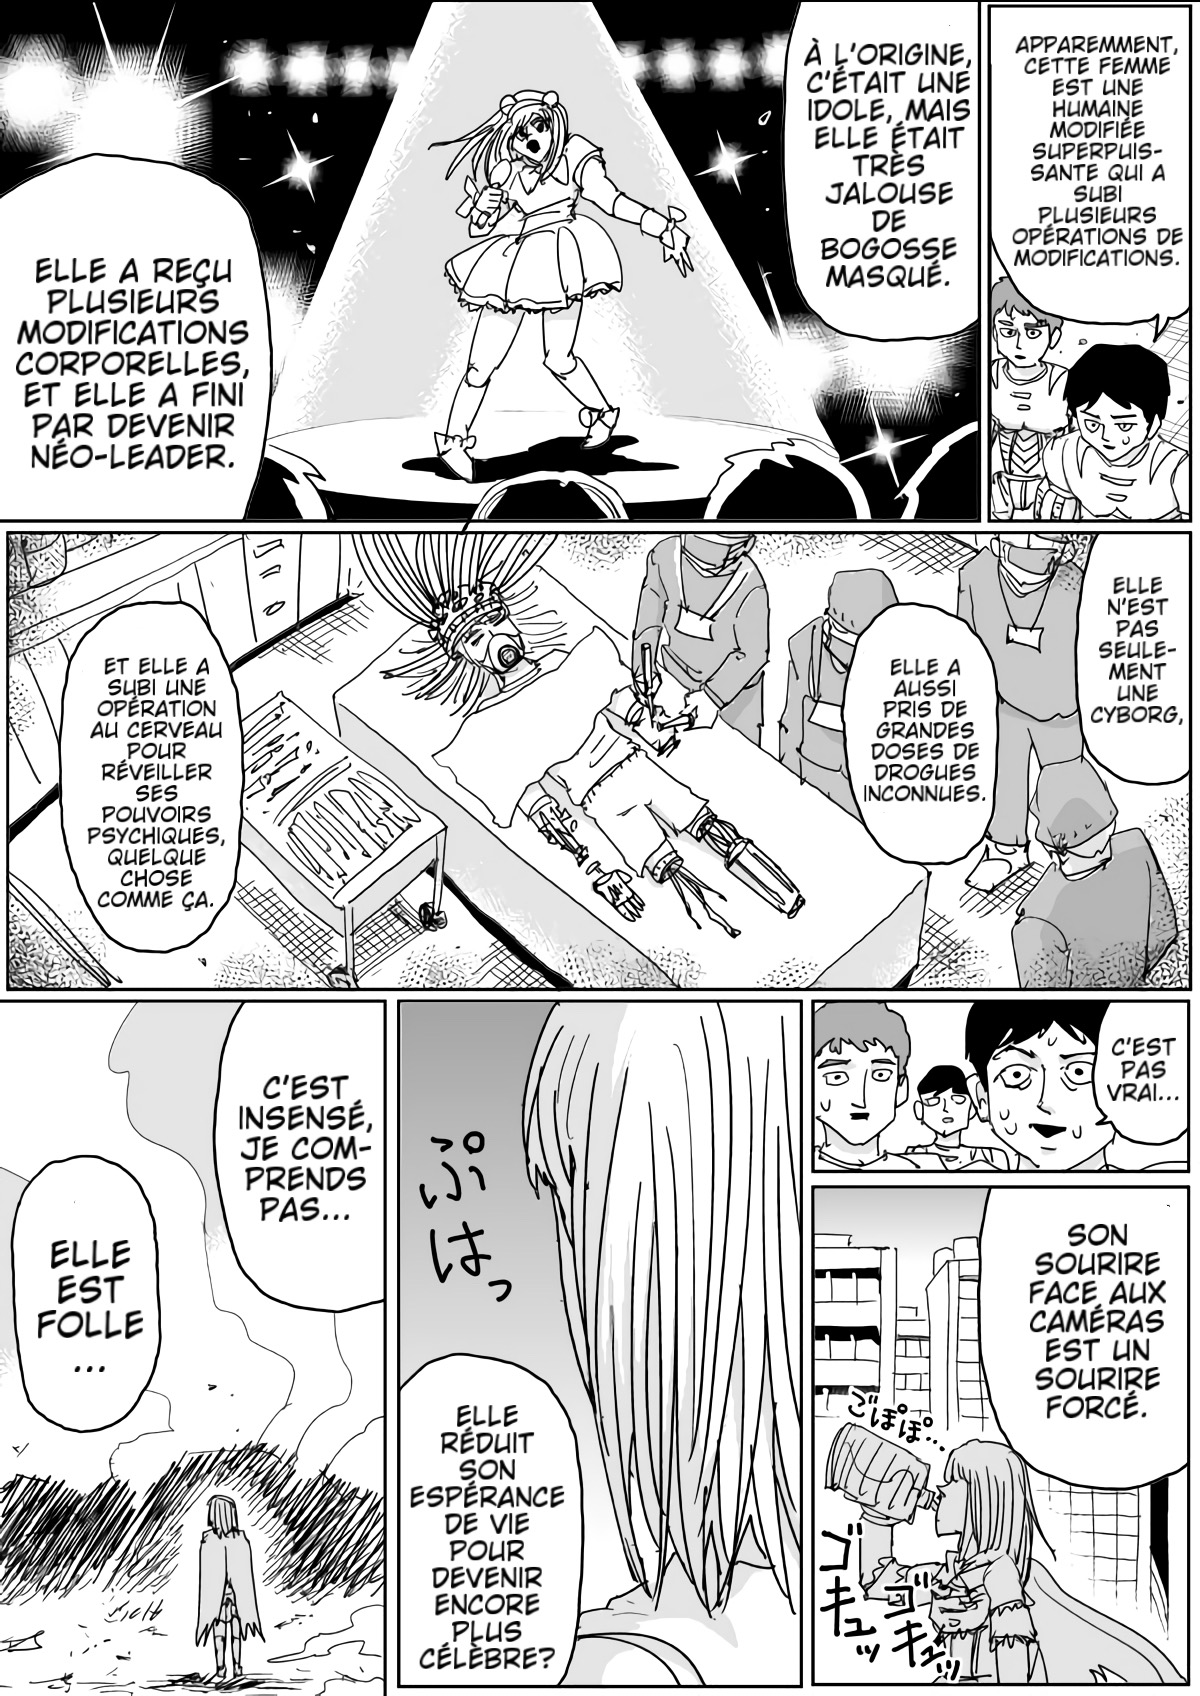 APPAREMMENT,
CETTE FEMME
EST UNE
HUMAINE
MODIFIÉE
SUPERPUIS-
SANTE QUI A
SUBI
PLUSIEURS
OPÉRATIONS DE
MODIFICATIONS.
À L'ORIGINE,
C'ÉTAIT UNE
IDOLE, MAIS
ELLE ÉTAIT
TRÈS
JALOUSE
DE
BOGOSSE
MASQUÉ.
ELLE A REÇU
PLUSIEURS
MODIFICATIONS
CORPORELLES,
ET ELLE A FINI
PAR DEVENIR
NÉO-LEADER.
ELLE
N'EST
PAS
SEULE-
MENT
UNE
CYBORG,
ELLE A
AUSSI
PRIS DE
GRANDES
DOSES DE
DROGUES
INCONNUES.
ET ELLE A
SUBI UNE
OPÉRATION
AU CERVEAU
POUR
RÉVEILLER
SES
POUVOIRS
PSYCHIQUES,
QUELQUE
CHOSE
COMME ÇA.
C'EST
PAS
VRAI...
SON
SOURIRE
FACE AUX
CAMÉRAS
EST UN
SOURIRE
FORCÉ.
ごぽぽ…
ゴキュッ
ゴキュッ
ぷはっ
ELLE
RÉDUIT
SON
ESPÉRANCE
DE VIE
POUR
DEVENIR
ENCORE
PLUS
CÉLÈBRE?
C'EST
INSENSÉ,
JE COM-
PRENDS
PAS...
ELLE
EST
FOLLE
...